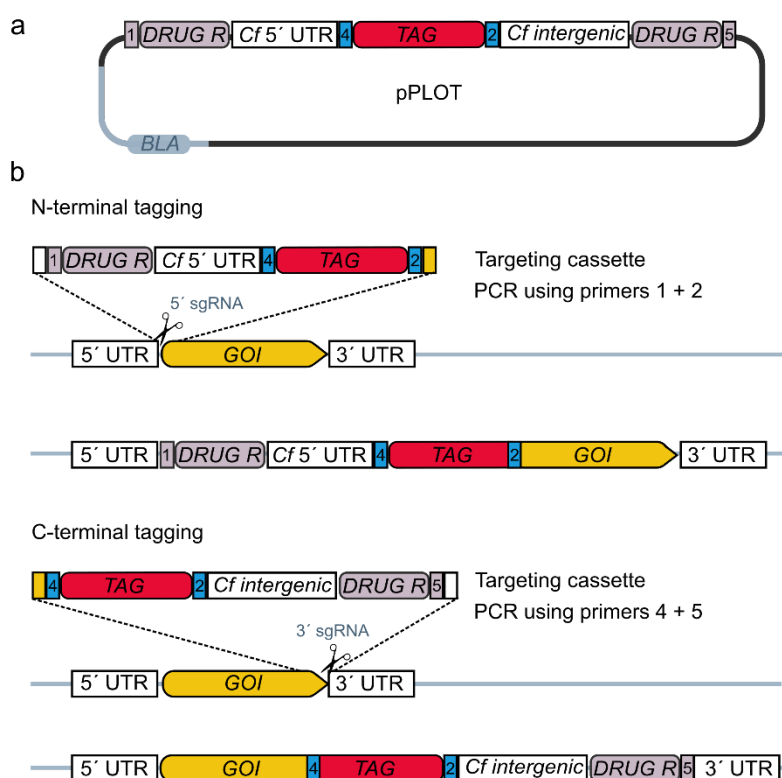 a
1 DRUG R Cf 5´ UTR 4 TAG 2 Cf intergenic DRUG R 5
pPLOT
BLA
b
N-terminal tagging
1 DRUG R Cf 5´ UTR 4 TAG 2
Targeting cassette
PCR using primers 1 + 2
5´ sgRNA
5´ UTR GOI 3´ UTR
5´ UTR 1 DRUG R Cf 5´ UTR 4 TAG 2 GOI 3´ UTR
C-terminal tagging
4 TAG 2 Cf intergenic DRUG R 5
Targeting cassette
PCR using primers 4 + 5
3´ sgRNA
5´ UTR GOI 3´ UTR
5´ UTR GOI 4 TAG 2 Cf intergenic DRUG R 5 3´ UTR